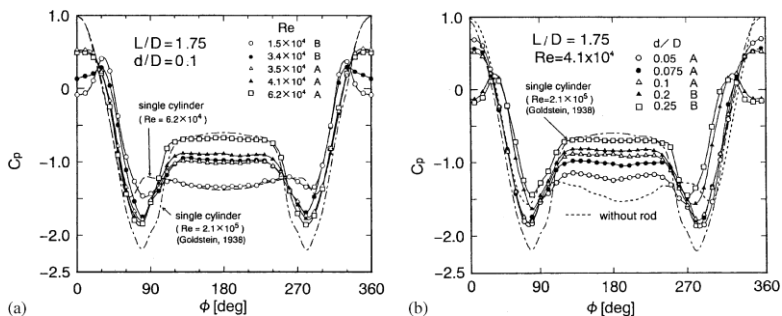 (a)
Cp
1.0
0
−1.0
−2.0
−2.5
0
90
180
270
360
ϕ [deg]
L/D=1.75
d/D=0.1
Re
1.5×10⁴ B
3.4×10⁴ B
3.5×10⁴ A
4.1×10⁴ A
6.2×10⁴ A
single cylinder
( Re = 6.2×10⁴ )
single cylinder
( Re = 2.1×10⁵ )
(Goldstein, 1938)
(b)
Cp
1.0
0
−1.0
−2.0
−2.5
0
90
180
270
360
ϕ [deg]
L/D=1.75
Re=4.1x10⁴
d/D
0.05 A
0.075 A
0.1 A
0.2 B
0.25 B
single cylinder
(Re=2.1×10⁵)
(Goldstein, 1938)
without rod